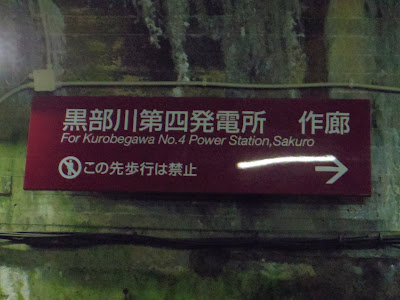 黒部川第四発電所　作廊
For Kurobegawa No.4 Power Station,Sakuro
この先歩行は禁止